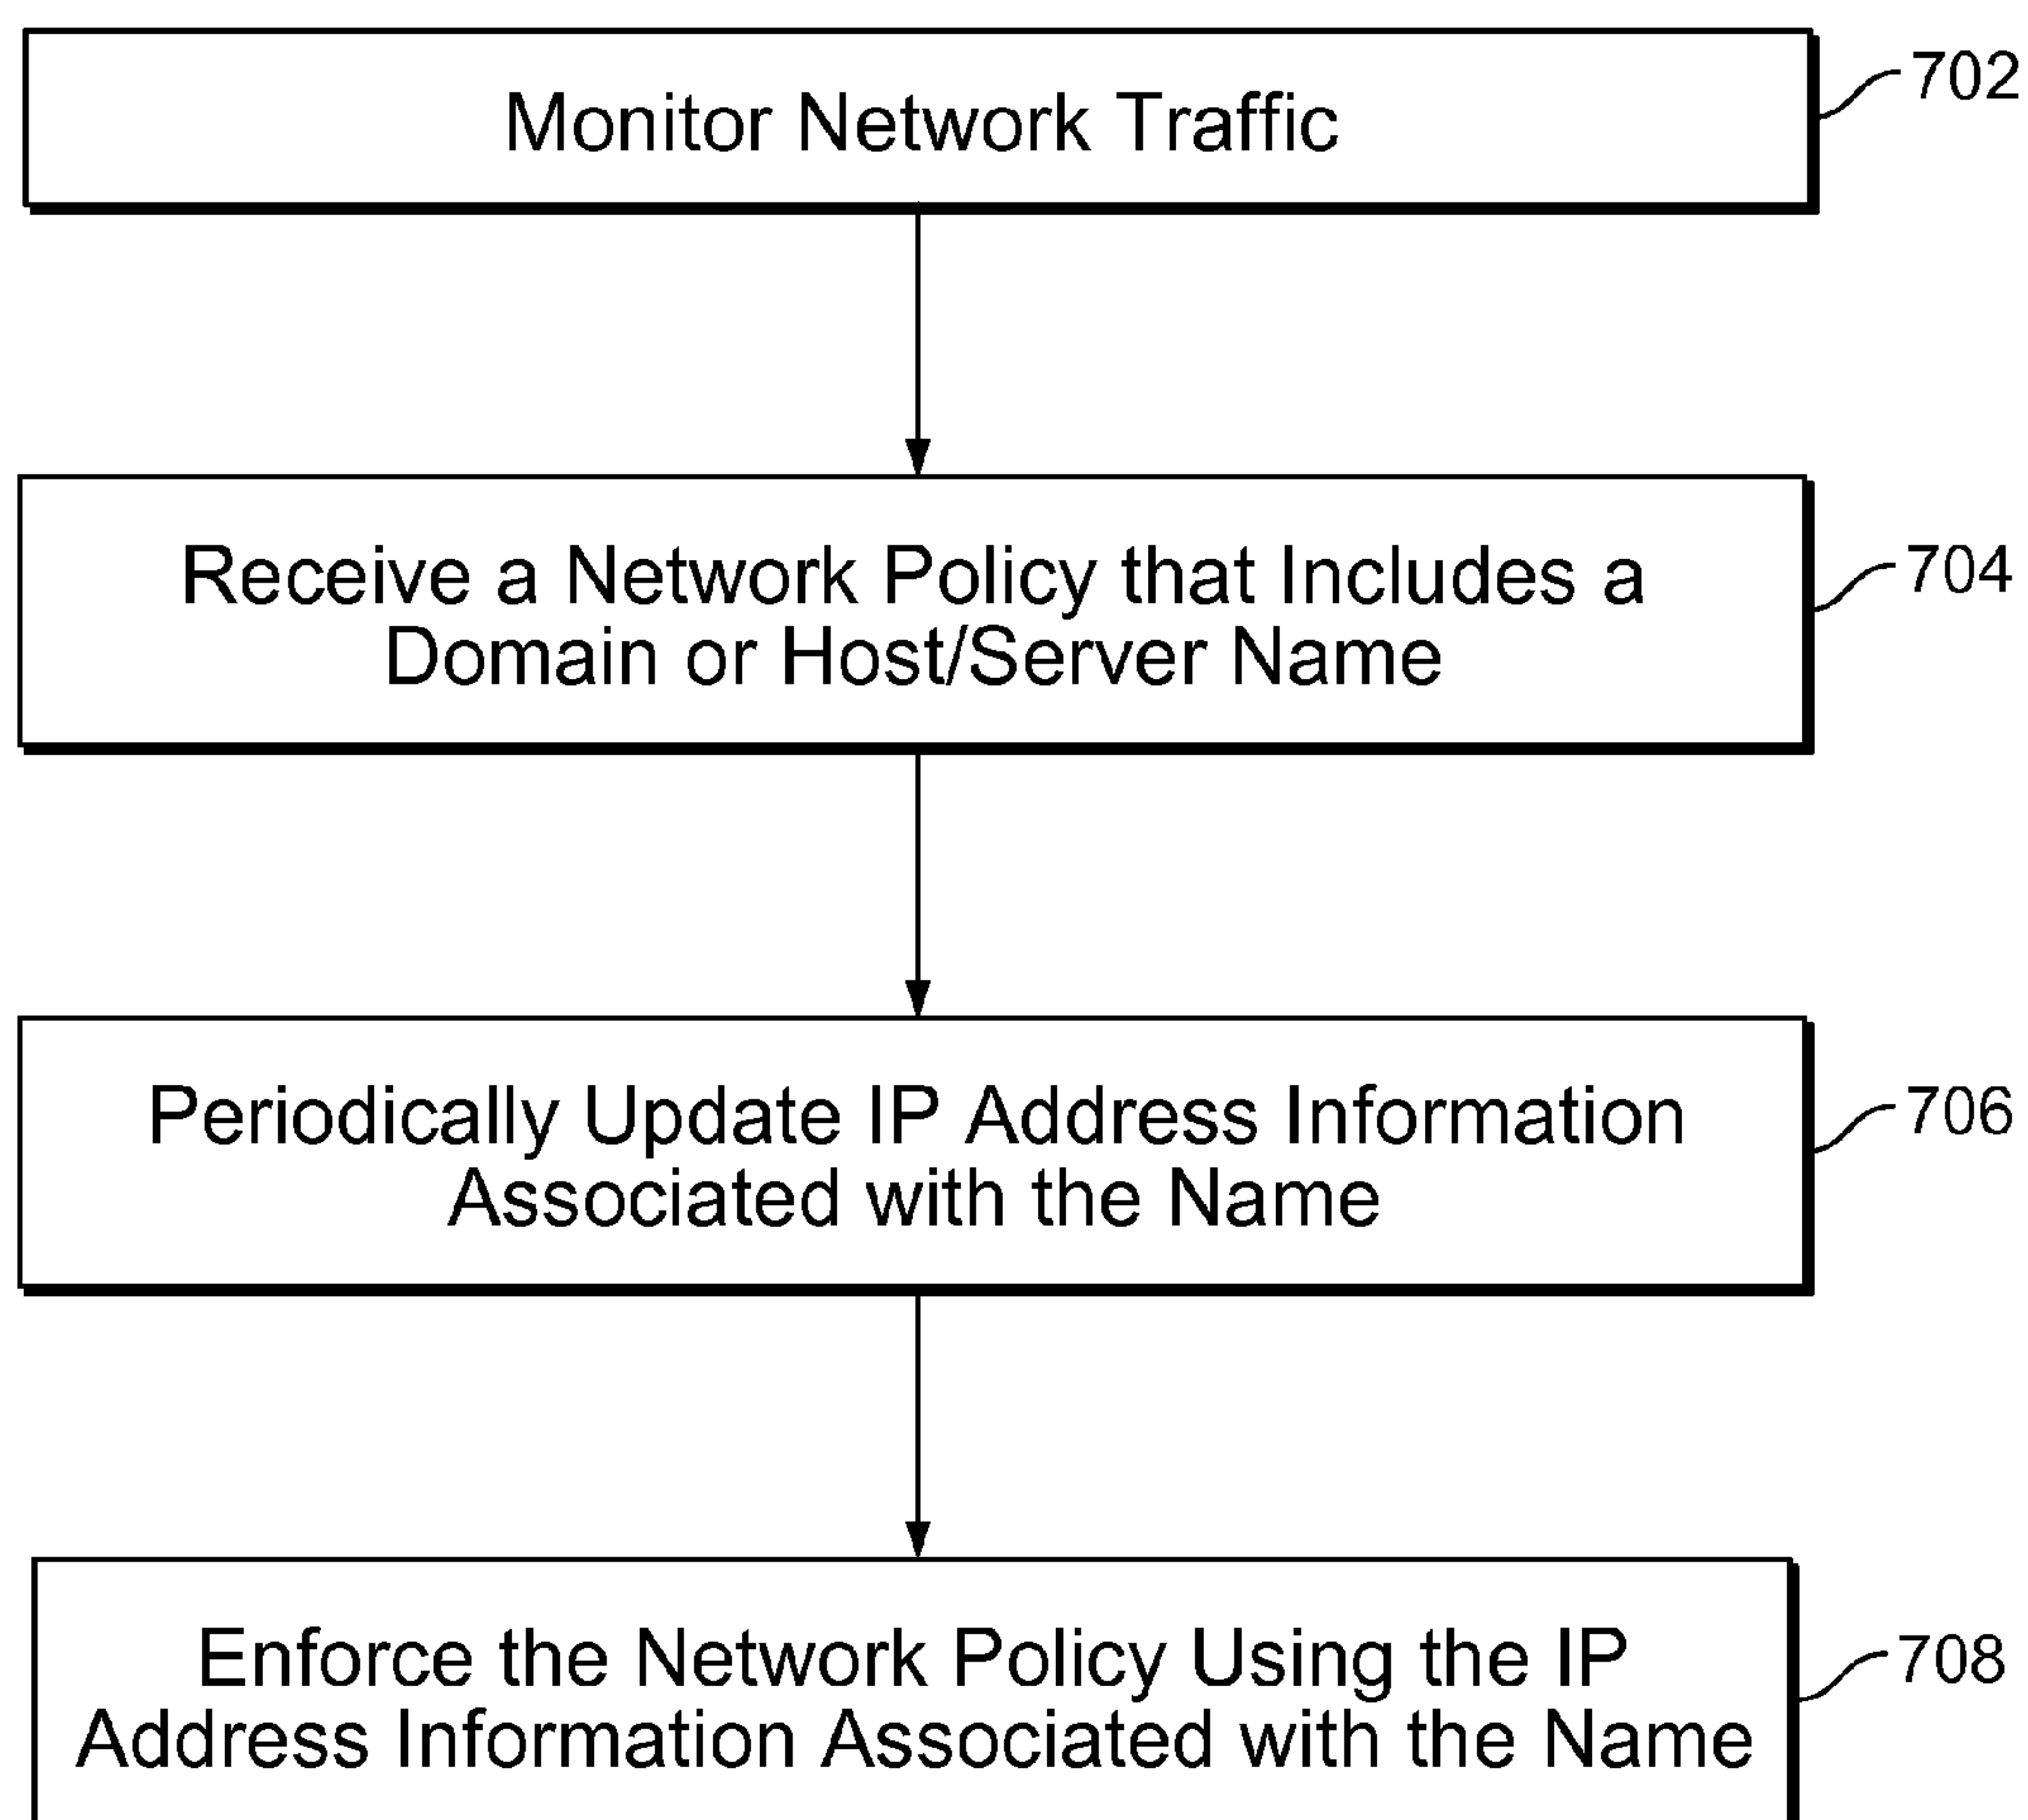 Monitor Network Traffic
702
Receive a Network Policy that Includes a
Domain or Host/Server Name
704
Periodically Update IP Address Information
Associated with the Name
706
Enforce the Network Policy Using the IP
Address Information Associated with the Name
708